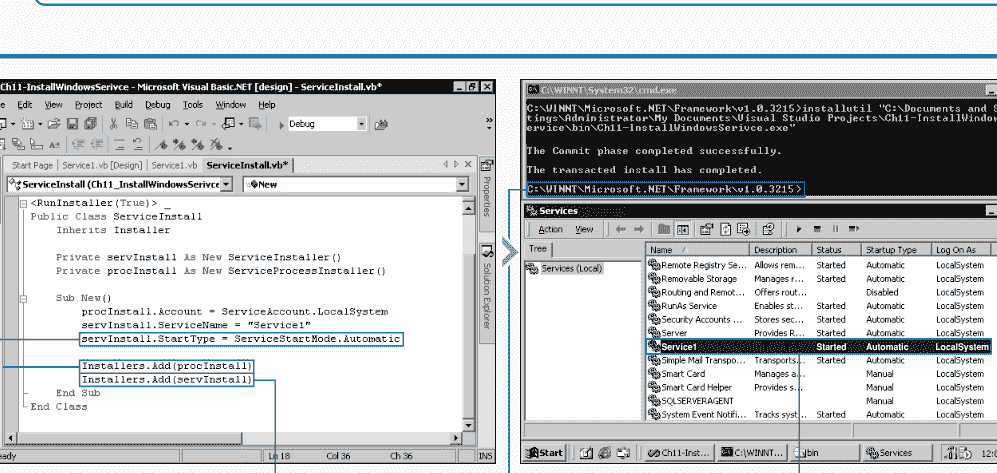 Ch11-InstallWindowsSerivce - Microsoft Visual Basic.NET [design] - ServiceInstall.vb*
Edit View Project Build Debug Tools Window Help
Debug
Start Page Service1.vb [Design] Service1.vb ServiceInstall.vb*
ServiceInstall (Ch11_InstallWindowsSerivce New
<RunInstaller(True)> _
Public Class ServiceInstall
Inherits Installer
Private servInstall As New ServiceInstaller()
Private procInstall As New ServiceProcessInstaller()
Sub New()
procInstall.Account = ServiceAccount.LocalSystem
servInstall.ServiceName = "Service1"
servInstall.StartType = ServiceStartMode.Automatic
Installers.Add(procInstall)
Installers.Add(servInstall)
End Sub
End Class
Ln 18 Col 36 Ch 36 INS
Properties
Solution Explorer
C:\WINNT\System32\cmd.exe
C:\WINNT\Microsoft.NET\Framework\v1.0.3215>installutil "C:\Documents and S
tings\Administrator\My Documents\Visual Studio Projects\Ch11-InstallWindow
ervice\bin\Ch11-InstallWindowsSerivce.exe"
The Commit phase completed successfully.
The transacted install has completed.
C:\WINNT\Microsoft.NET\Framework\v1.0.3215>
Services
Action View
Tree
Services (Local)
Name Description Status Startup Type Log On As
Remote Registry Se... Allows rem... Started Automatic LocalSystem
Removable Storage Manages r... Started Automatic LocalSystem
Routing and Remot... Offers rout... Disabled LocalSystem
RunAs Service Enables st... Started Automatic LocalSystem
Security Accounts ... Stores sec... Started Automatic LocalSystem
Server Provides R... Started Automatic LocalSystem
Service1 Started Automatic LocalSystem
Simple Mail Transpo... Transports... Started Automatic LocalSystem
Smart Card Manages a... Manual LocalSystem
Smart Card Helper Provides s... Manual LocalSystem
SQLSERVERAGENT Manual LocalSystem
System Event Notifi... Tracks syst... Started Automatic LocalSystem
Start Ch11-Inst... C:\WINNT... bin Services 12:0